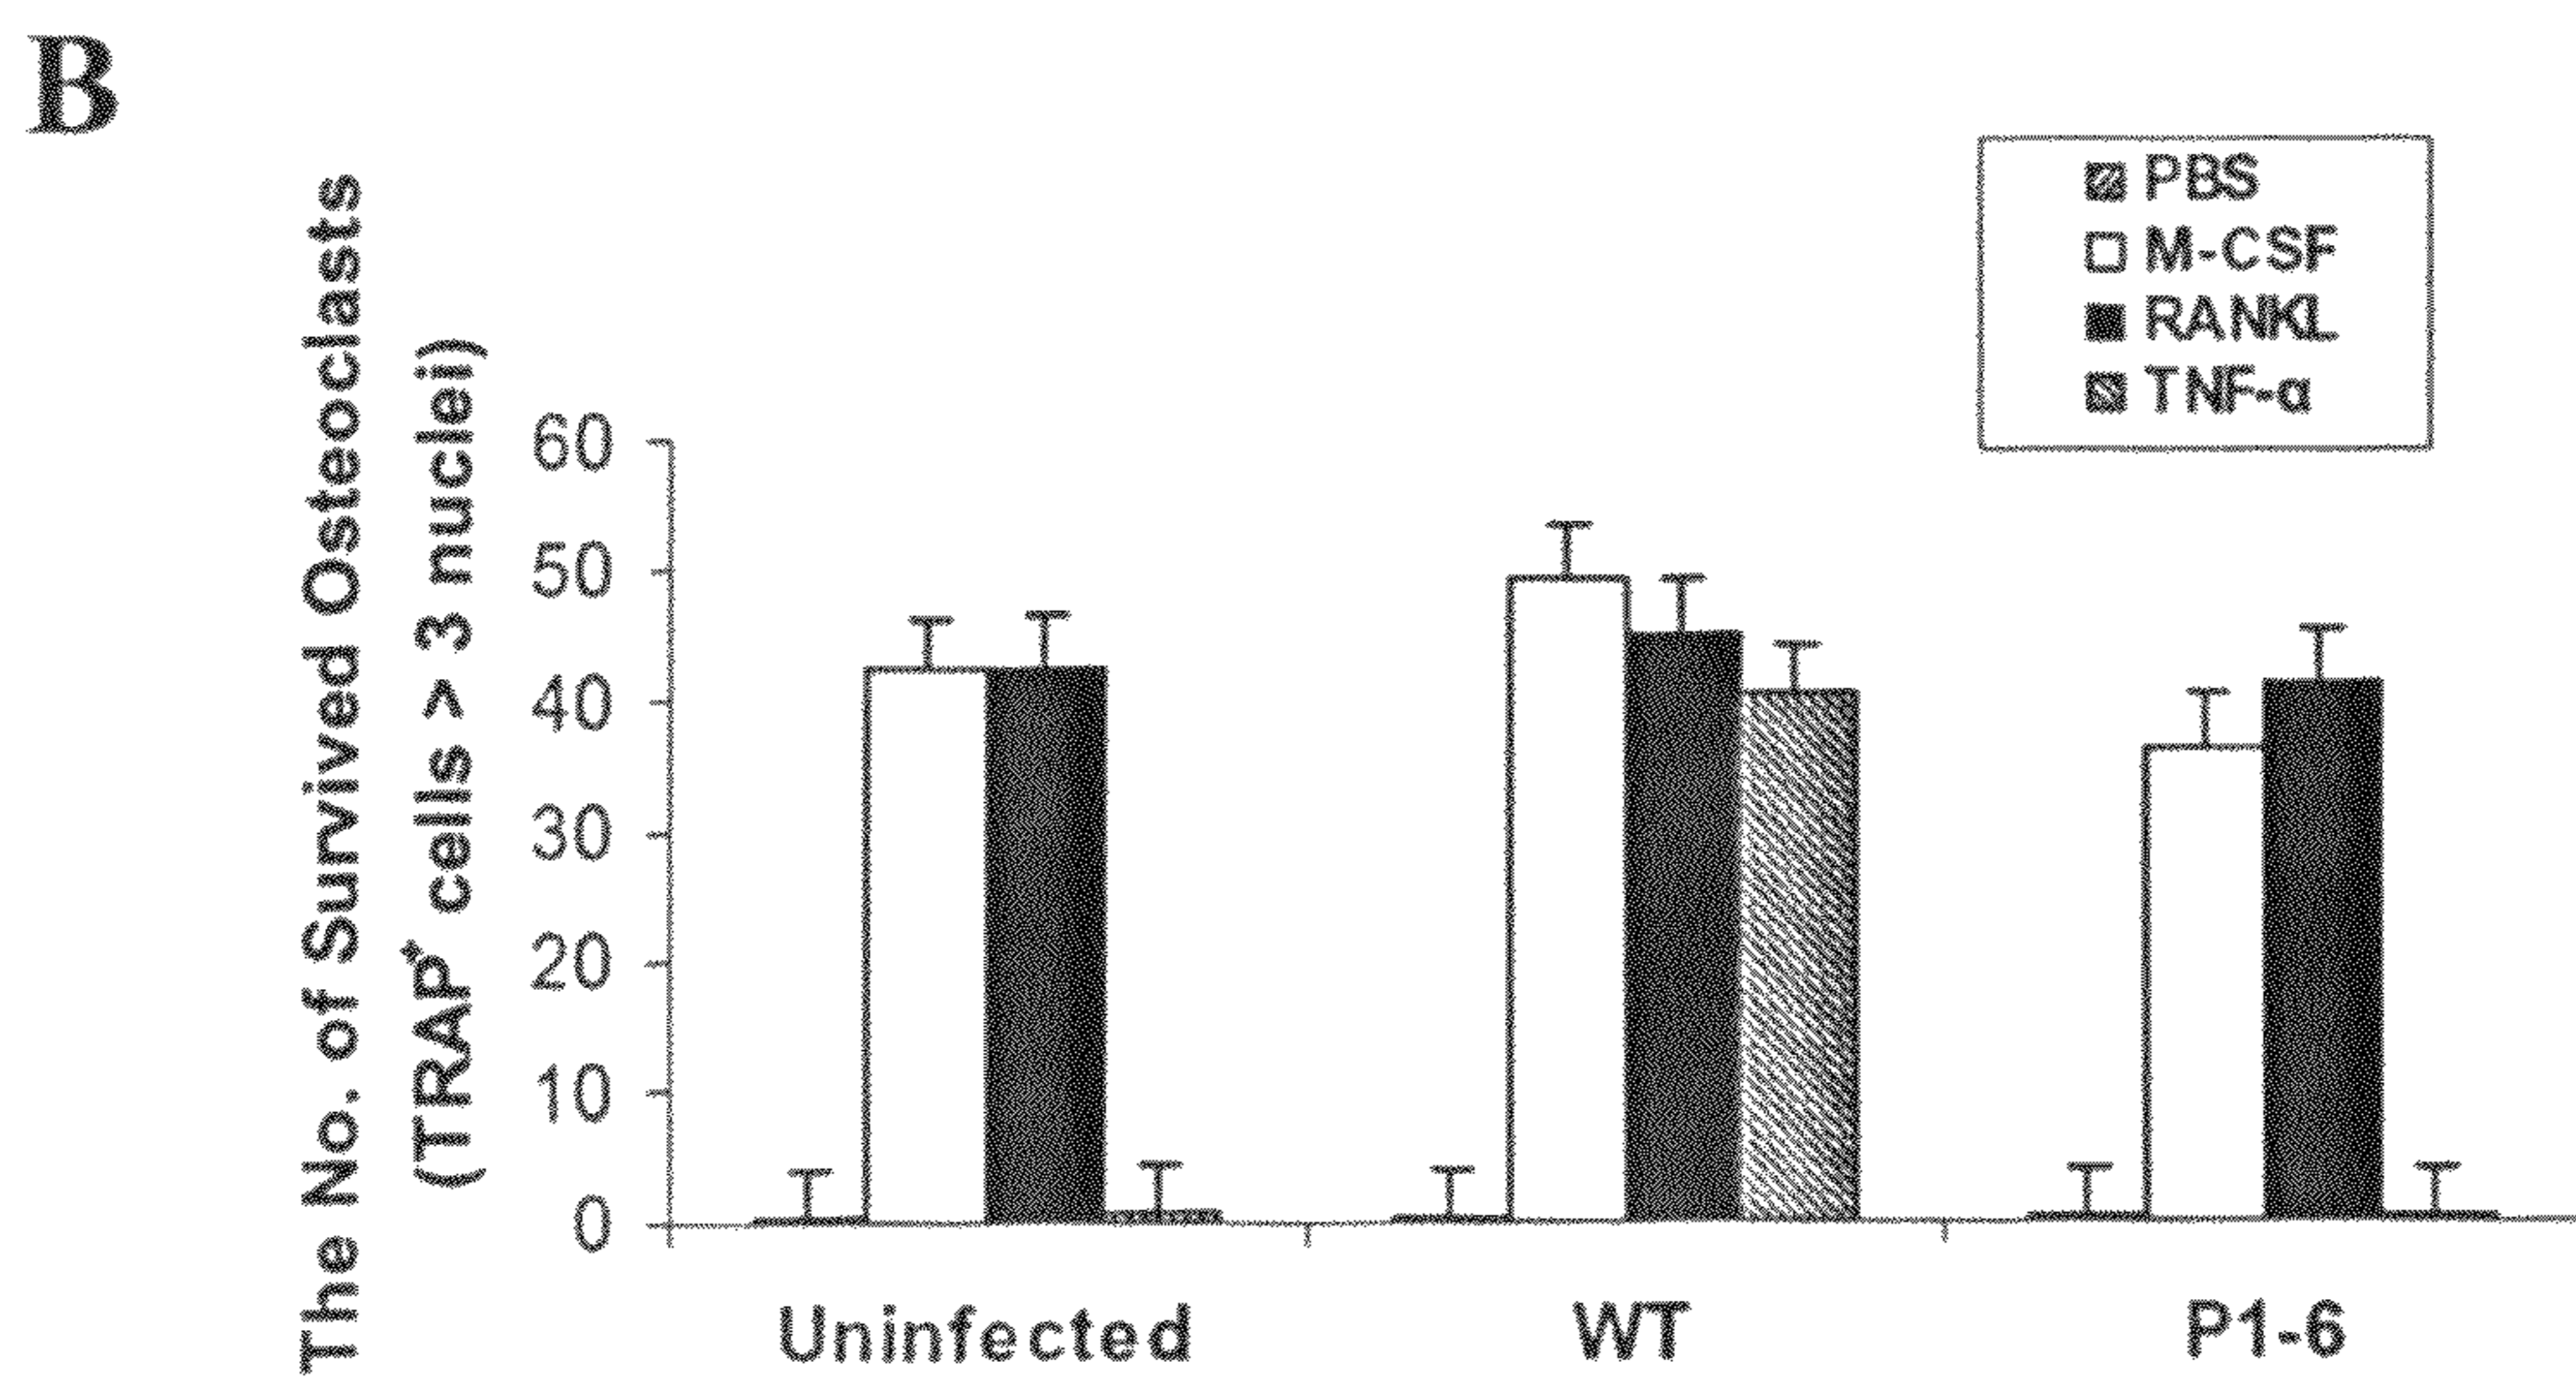 B
PBS
M-CSF
RANKL
TNF-α
The No. of Survived Osteoclasts
(TRAP+ cells > 3 nuclei)
60
50
40
30
20
10
0
Uninfected
WT
P1-6